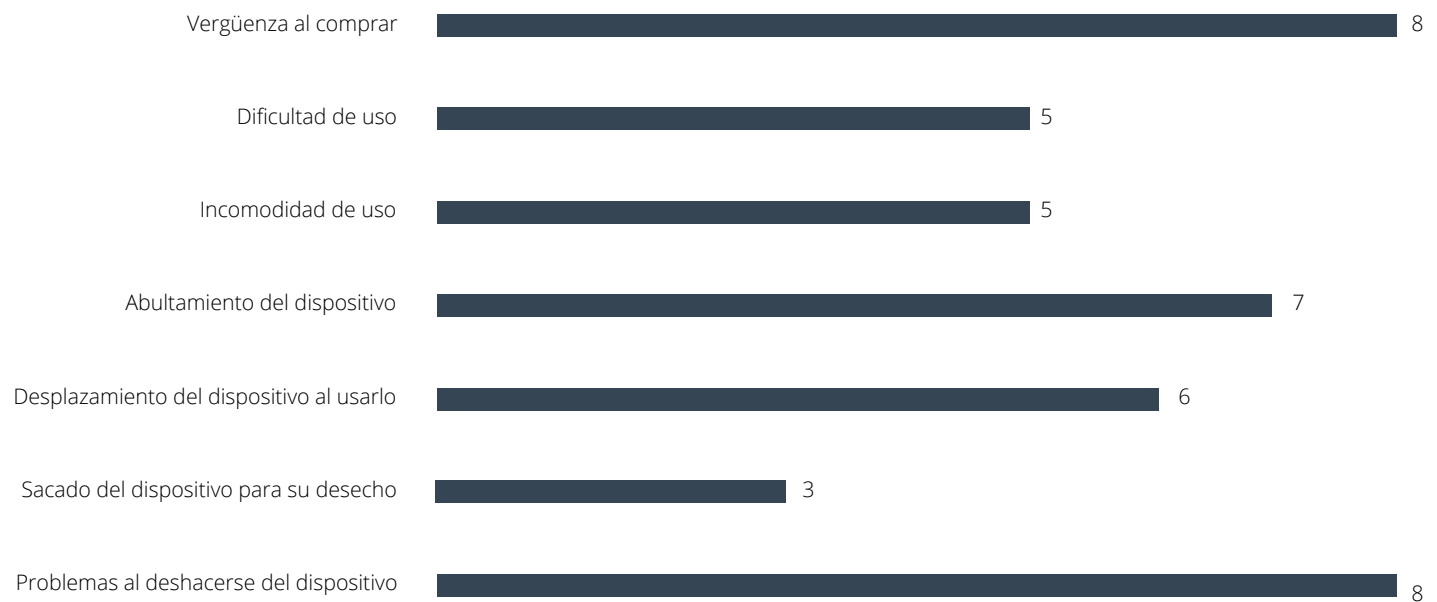 Vergüenza al comprar 8
Dificultad de uso 5
Incomodidad de uso 5
Abultamiento del dispositivo 7
Desplazamiento del dispositivo al usarlo 6
Sacado del dispositivo para su desecho 3
Problemas al deshacerse del dispositivo 8